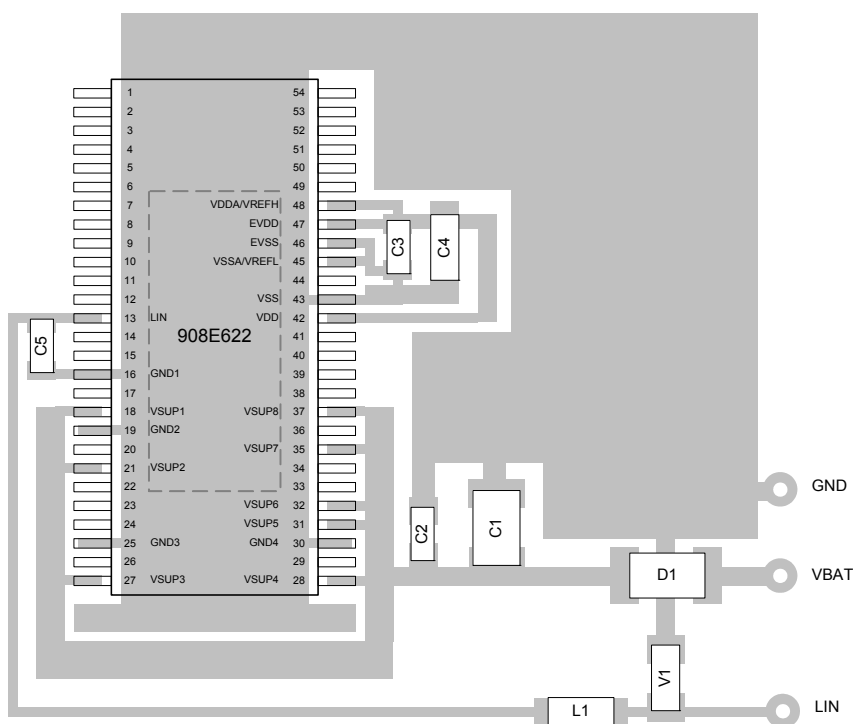 1 54
2 53
3 52
4 51
5 50
6 49
7 VDDA/VREFH 48
8 EVDD 47
9 EVSS 46
10 VSSA/VREFL 45
11 44
12 VSS 43
13 LIN VDD 42
14 908E622 41
15 40
16 GND1 39
17 38
18 VSUP1 VSUP8 37
19 GND2 36
20 VSUP7 35
21 VSUP2 34
22 33
23 VSUP6 32
24 VSUP5 31
25 GND3 GND4 30
26 29
27 VSUP3 VSUP4 28
C3
C4
C5
C2
C1
GND
D1
VBAT
V1
L1
LIN